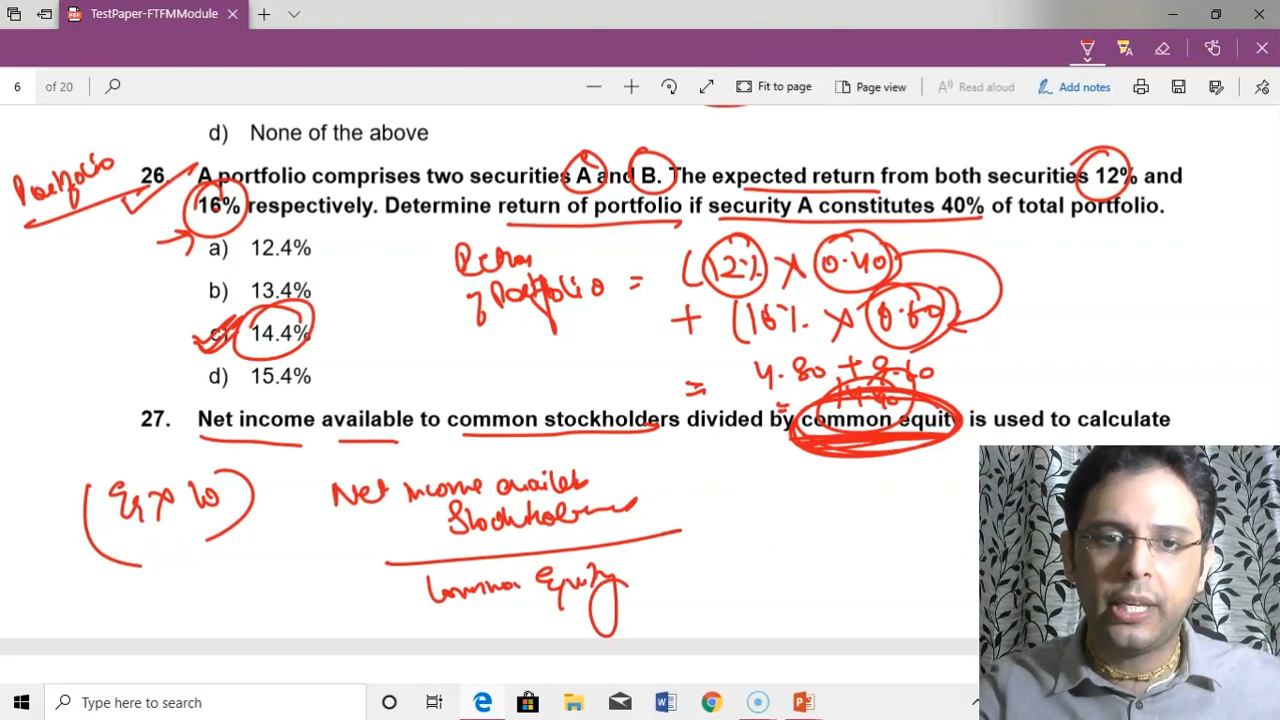 TestPaper-FTFMModule
6 of 20 Fit to page Page view Read aloud Add notes
d) None of the above
Portfolio
26. A portfolio comprises two securities A and B. The expected return from both securities 12% and
16% respectively. Determine return of portfolio if security A constitutes 40% of total portfolio.
a) 12.4%
b) 13.4%
c) 14.4%
d) 15.4%
Return
of Portfolio = (12% × 0.40)
+ (16% × 0.60)
= 4.80 + 9.60
= 14.40
27. Net income available to common stockholders divided by common equity is used to calculate
Net Income availab
Stockholders
Common Equity
Type here to search